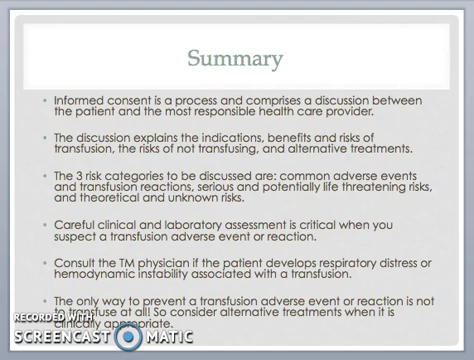 Summary
• Informed consent is a process and comprises a discussion between
the patient and the most responsible health care provider.
• The discussion explains the indications, benefits and risks of
transfusion, the risks of not transfusing, and alternative treatments.
• The 3 risk categories to be discussed are: common adverse events
and transfusion reactions, serious and potentially life threatening risks,
and theoretical and unknown risks.
• Careful clinical and laboratory assessment is critical when you
suspect a transfusion adverse event or reaction.
• Consult the TM physician if the patient develops respiratory distress or
hemodynamic instability associated with a transfusion.
• The only way to prevent a transfusion adverse event or reaction is not
to transfuse at all! So consider alternative treatments when it is
clinically appropriate.
RECORDED WITH
SCREENCAST MATIC